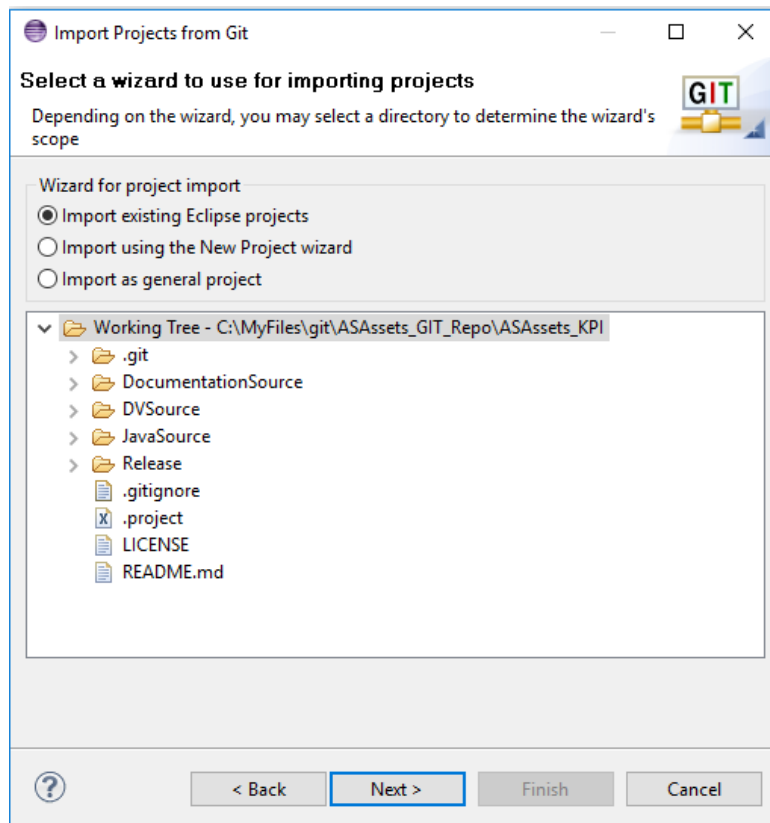 Import Projects from Git
Select a wizard to use for importing projects
Depending on the wizard, you may select a directory to determine the wizard's
scope
GIT
Wizard for project import
Import existing Eclipse projects
Import using the New Project wizard
Import as general project
Working Tree - C:\MyFiles\git\ASAssets_GIT_Repo\ASAssets_KPI
.git
DocumentationSource
DVSource
JavaSource
Release
.gitignore
X .project
LICENSE
README.md
? < Back Next > Finish Cancel